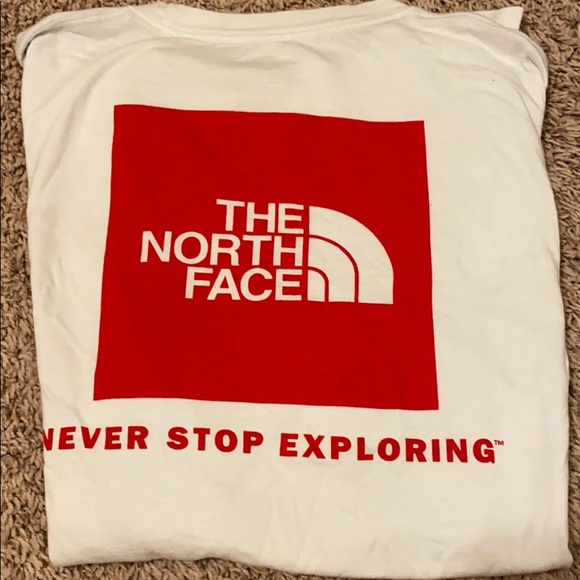 THE
NORTH
FACE
NEVER STOP EXPLORING™